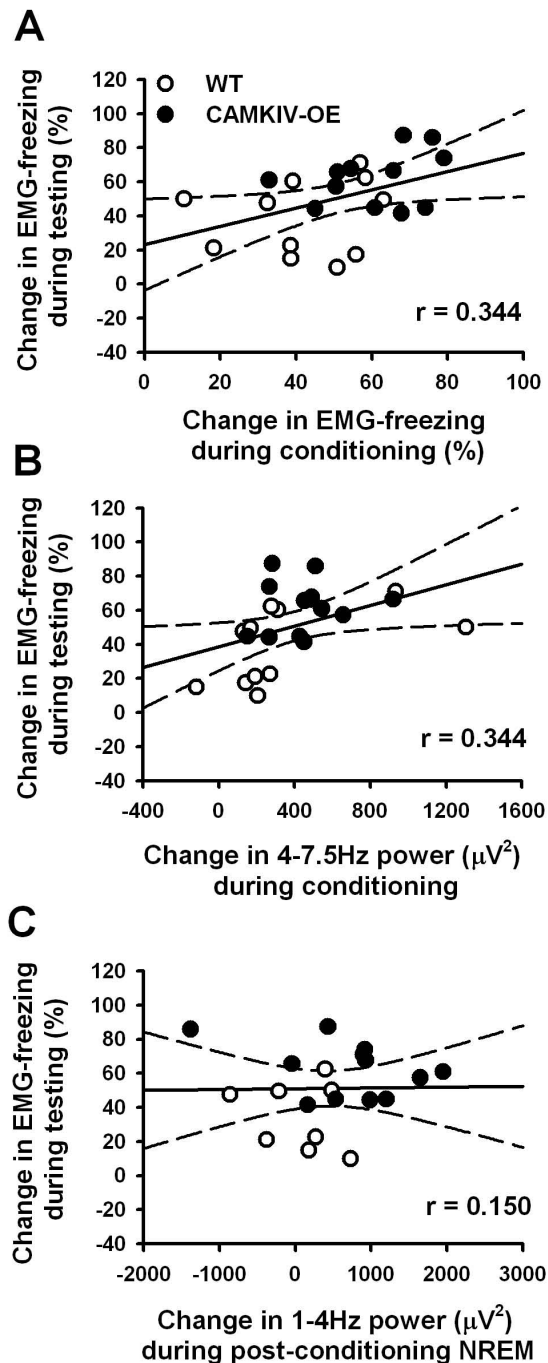 A
WT
CAMKIV-OE
120
100
80
60
40
20
0
-20
-40
Change in EMG-freezing
during testing (%)
r = 0.344
0 20 40 60 80 100
Change in EMG-freezing
during conditioning (%)
B
120
100
80
60
40
20
0
-20
-40
Change in EMG-freezing
during testing (%)
r = 0.344
-400 0 400 800 1200 1600
Change in 4-7.5Hz power (μV²)
during conditioning
C
120
100
80
60
40
20
0
-20
-40
Change in EMG-freezing
during testing (%)
r = 0.150
-2000 -1000 0 1000 2000 3000
Change in 1-4Hz power (μV²)
during post-conditioning NREM